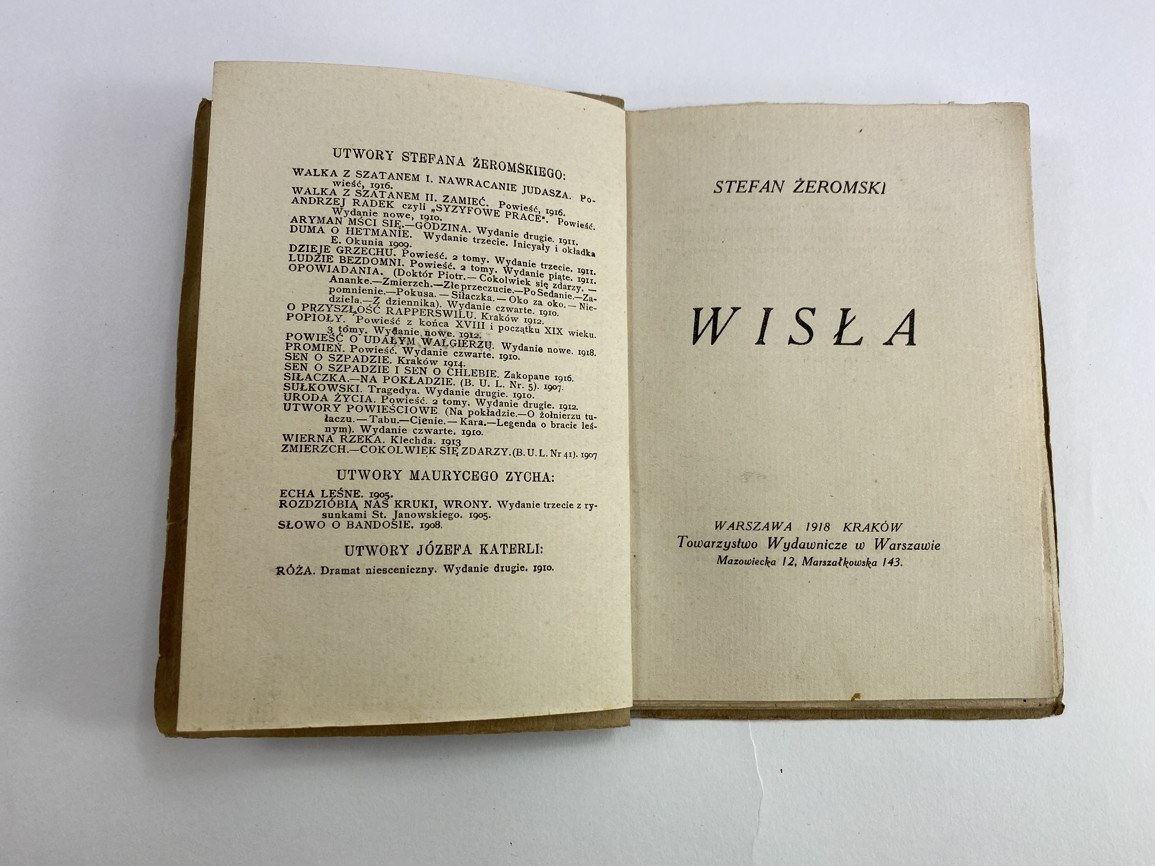 UTWORY STEFANA ŻEROMSKIEGO:
WALKA Z SZATANEM I. NAWRACANIE JUDASZA. Po-
wieść, 1916.
WALKA Z SZATANEM II. ZAMIEĆ. Powieść, 1916.
ANDRZEJ RADEK czyli „SYZYFOWE PRACE“. Powieść.
Wydanie nowe, 1910.
ARYMAN MŚCI SIĘ.—GODZINA. Wydanie drugie. 1911.
DUMA O HETMANIE. Wydanie trzecie. Inicyały i okładka
E. Okunia 1909.
DZIEJE GRZECHU. Powieść. 2 tomy. Wydanie trzecie. 1911.
LUDZIE BEZDOMNI. Powieść. 2 tomy. Wydanie piąte. 1911.
OPOWIADANIA. (Doktór Piotr.—Cokolwiek się zdarzy.—
Ananke.—Zmierzch.—Złe przeczucie.—Po Sedanie.—Za-
pomnienie.—Pokusa.—Siłaczka.—Oko za oko.—Nie-
dziela.—Z dziennika). Wydanie czwarte. 1910.
O PRZYSZŁOŚĆ RAPPERSWILU. Kraków 1912.
POPIOŁY. Powieść z końca XVIII i początku XIX wieku.
3 tomy. Wydanie nowe. 1912.
POWIEŚĆ O UDAŁYM WALGIERZU. Wydanie nowe. 1918.
PROMIEŃ. Powieść. Wydanie czwarte. 1910.
SEN O SZPADZIE. Kraków 1914.
SEN O SZPADZIE I SEN O CHLEBIE. Zakopane 1916.
SIŁACZKA.—NA POKŁADZIE. (B. U. L. Nr. 5). 1907.
SUŁKOWSKI. Tragedya. Wydanie drugie. 1910.
URODA ŻYCIA. Powieść. 2 tomy. Wydanie drugie. 1912.
UTWORY POWIEŚCIOWE (Na pokładzie.—O żołnierzu tu-
łaczu.—Tabu.—Cienie.—Kara.—Legenda o bracie leś-
nym). Wydanie czwarte. 1910.
WIERNA RZEKA. Klechda. 1913
ZMIERZCH.—COKOLWIEK SIĘ ZDARZY. (B. U. L. Nr 41). 1907
UTWORY MAURYCEGO ZYCHA:
ECHA LEŚNE. 1905.
ROZDZIÓBIĄ NAS KRUKI, WRONY. Wydanie trzecie z ry-
sunkami St. Janowskiego. 1905.
SŁOWO O BANDOSIE. 1908.
UTWORY JÓZEFA KATERLI:
RÓŻA. Dramat niesceniczny. Wydanie drugie. 1910.
STEFAN ŻEROMSKI
WISŁA
WARSZAWA 1918 KRAKÓW
Towarzystwo Wydawnicze w Warszawie
Mazowiecka 12, Marszałkowska 143.